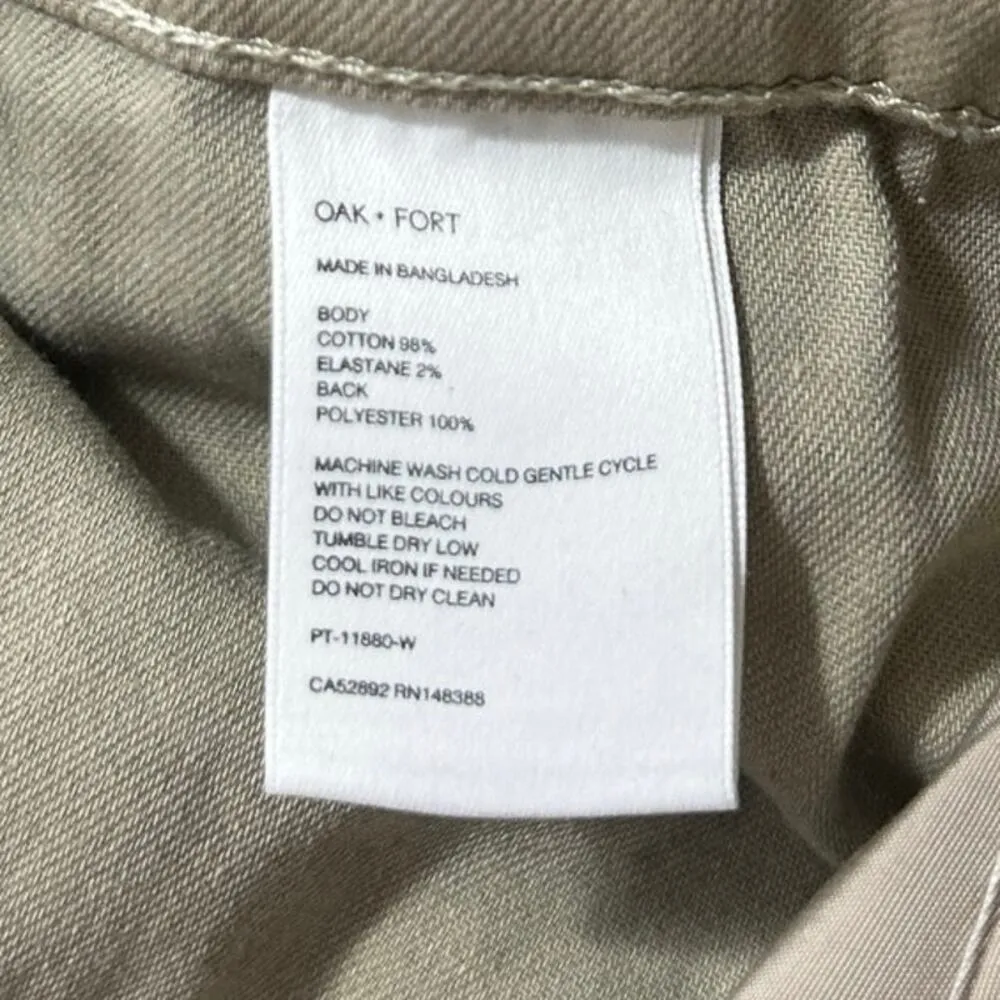 OAK + FORT
MADE IN BANGLADESH
BODY
COTTON 98%
ELASTANE 2%
BACK
POLYESTER 100%
MACHINE WASH COLD GENTLE CYCLE
WITH LIKE COLOURS
DO NOT BLEACH
TUMBLE DRY LOW
COOL IRON IF NEEDED
DO NOT DRY CLEAN
PT-11880-W
CA52892 RN148388